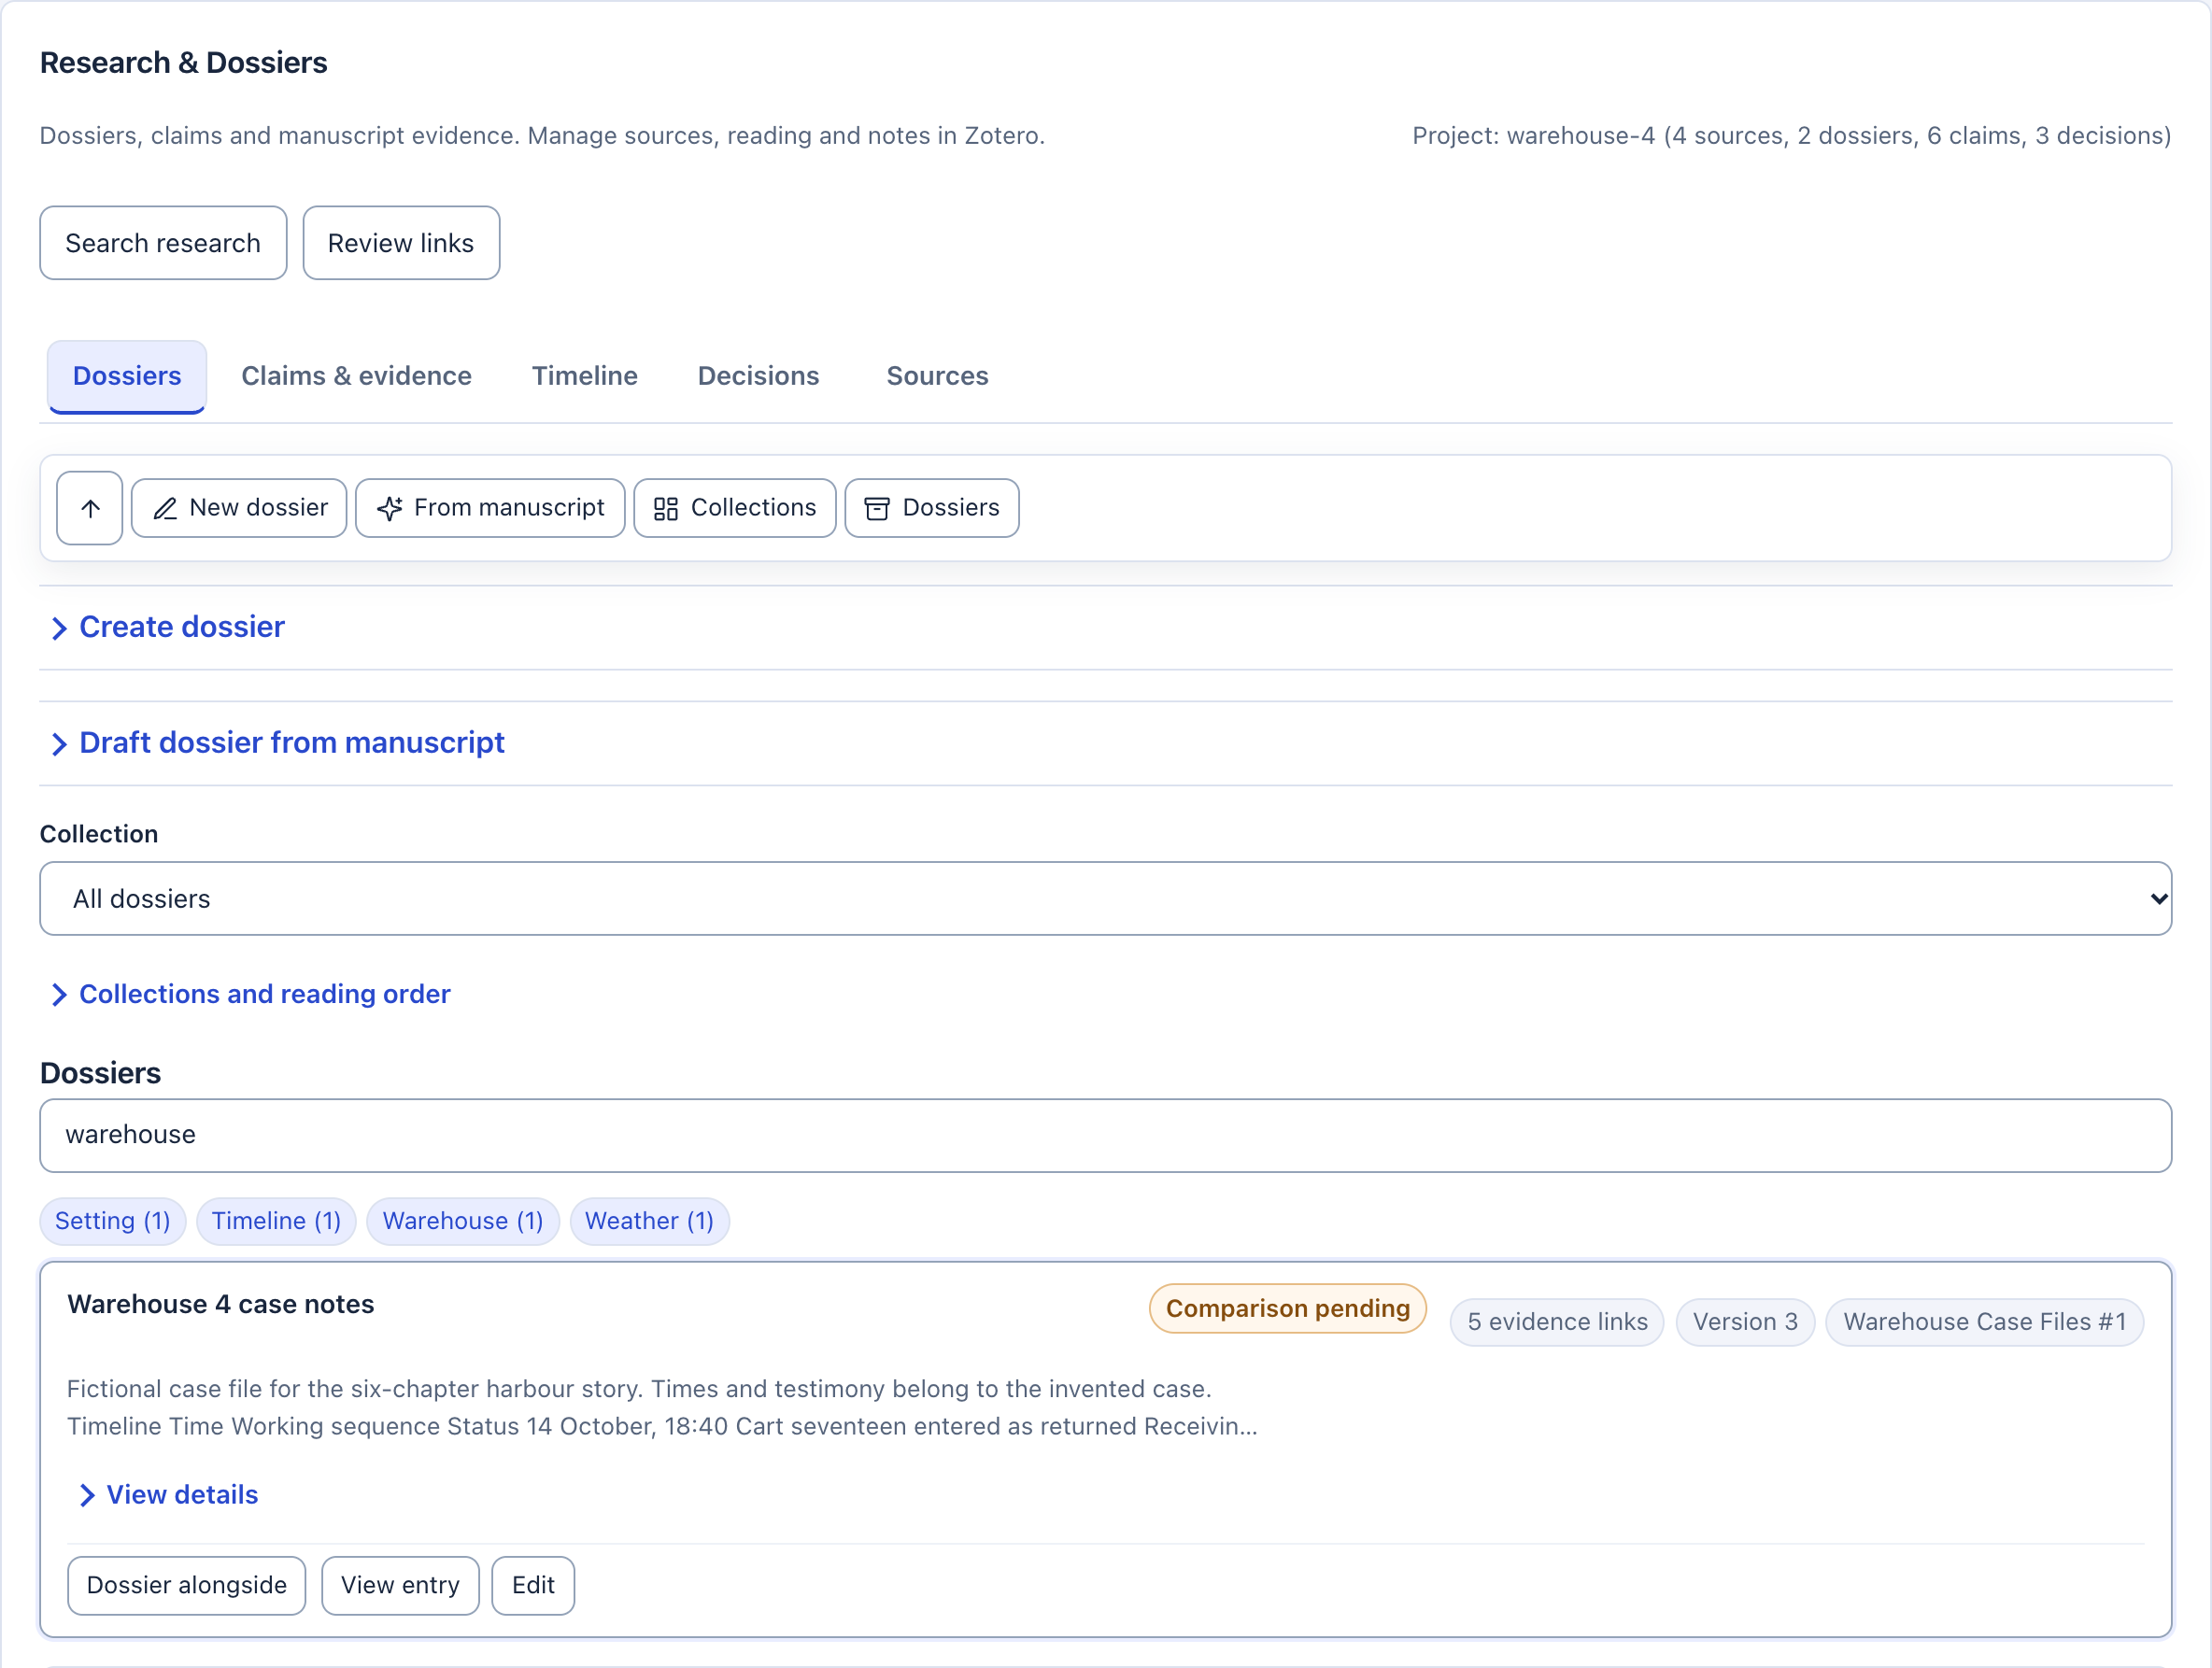 Research & Dossiers
Dossiers, claims and manuscript evidence. Manage sources, reading and notes in Zotero.
Project: warehouse-4 (4 sources, 2 dossiers, 6 claims, 3 decisions)
Search research
Review links
Dossiers
Claims & evidence
Timeline
Decisions
Sources
New dossier
From manuscript
Collections
Dossiers
Create dossier
Draft dossier from manuscript
Collection
All dossiers
Collections and reading order
Dossiers
warehouse
Setting (1)
Timeline (1)
Warehouse (1)
Weather (1)
Warehouse 4 case notes
Comparison pending
5 evidence links
Version 3
Warehouse Case Files #1
Fictional case file for the six-chapter harbour story. Times and testimony belong to the invented case.
Timeline Time Working sequence Status 14 October, 18:40 Cart seventeen entered as returned Receivin...
View details
Dossier alongside
View entry
Edit